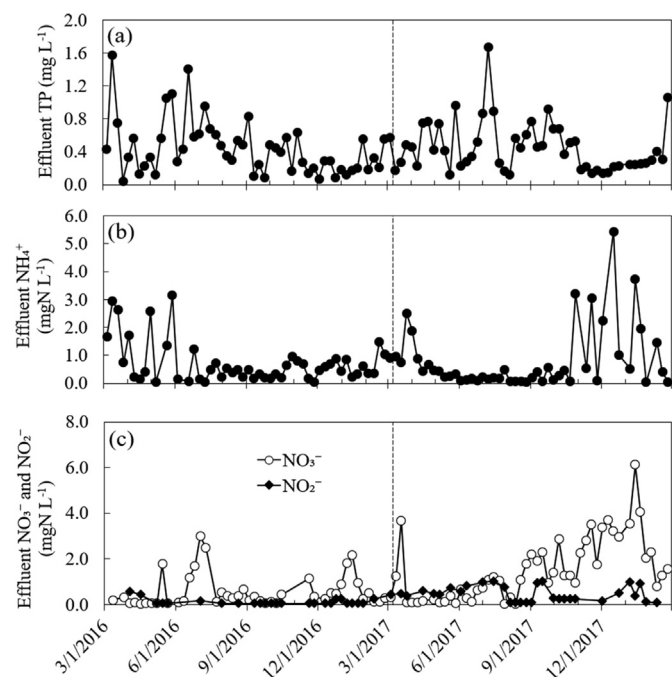 (a)
Effluent TP (mg L⁻¹)
2.0
1.6
1.2
0.8
0.4
0.0
(b)
Effluent NH₄⁺
(mgN L⁻¹)
6.0
5.0
4.0
3.0
2.0
1.0
0.0
(c)
Effluent NO₃⁻ and NO₂⁻
(mgN L⁻¹)
8.0
6.0
4.0
2.0
0.0
NO₃⁻
NO₂⁻
3/1/2016
6/1/2016
9/1/2016
12/1/2016
3/1/2017
6/1/2017
9/1/2017
12/1/2017